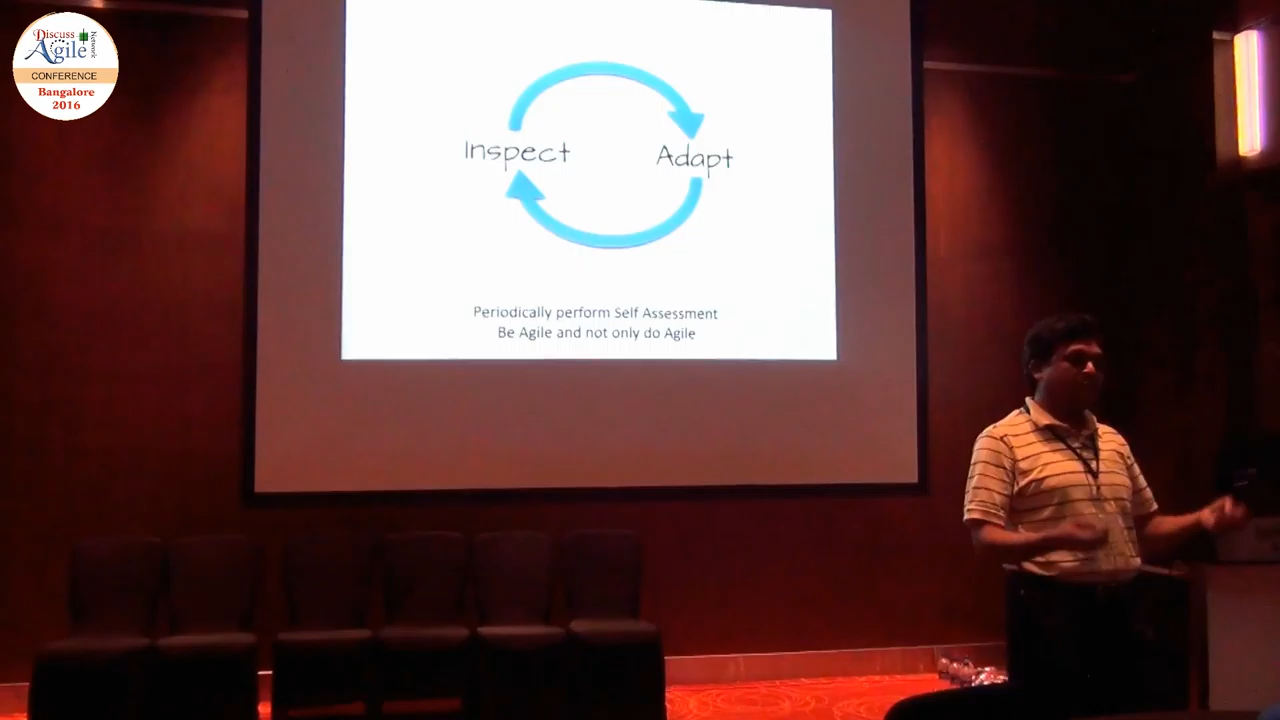 Discuss
Agile
Network
CONFERENCE
Bangalore
2016
Inspect
Adapt
Periodically perform Self Assessment
Be Agile and not only do Agile